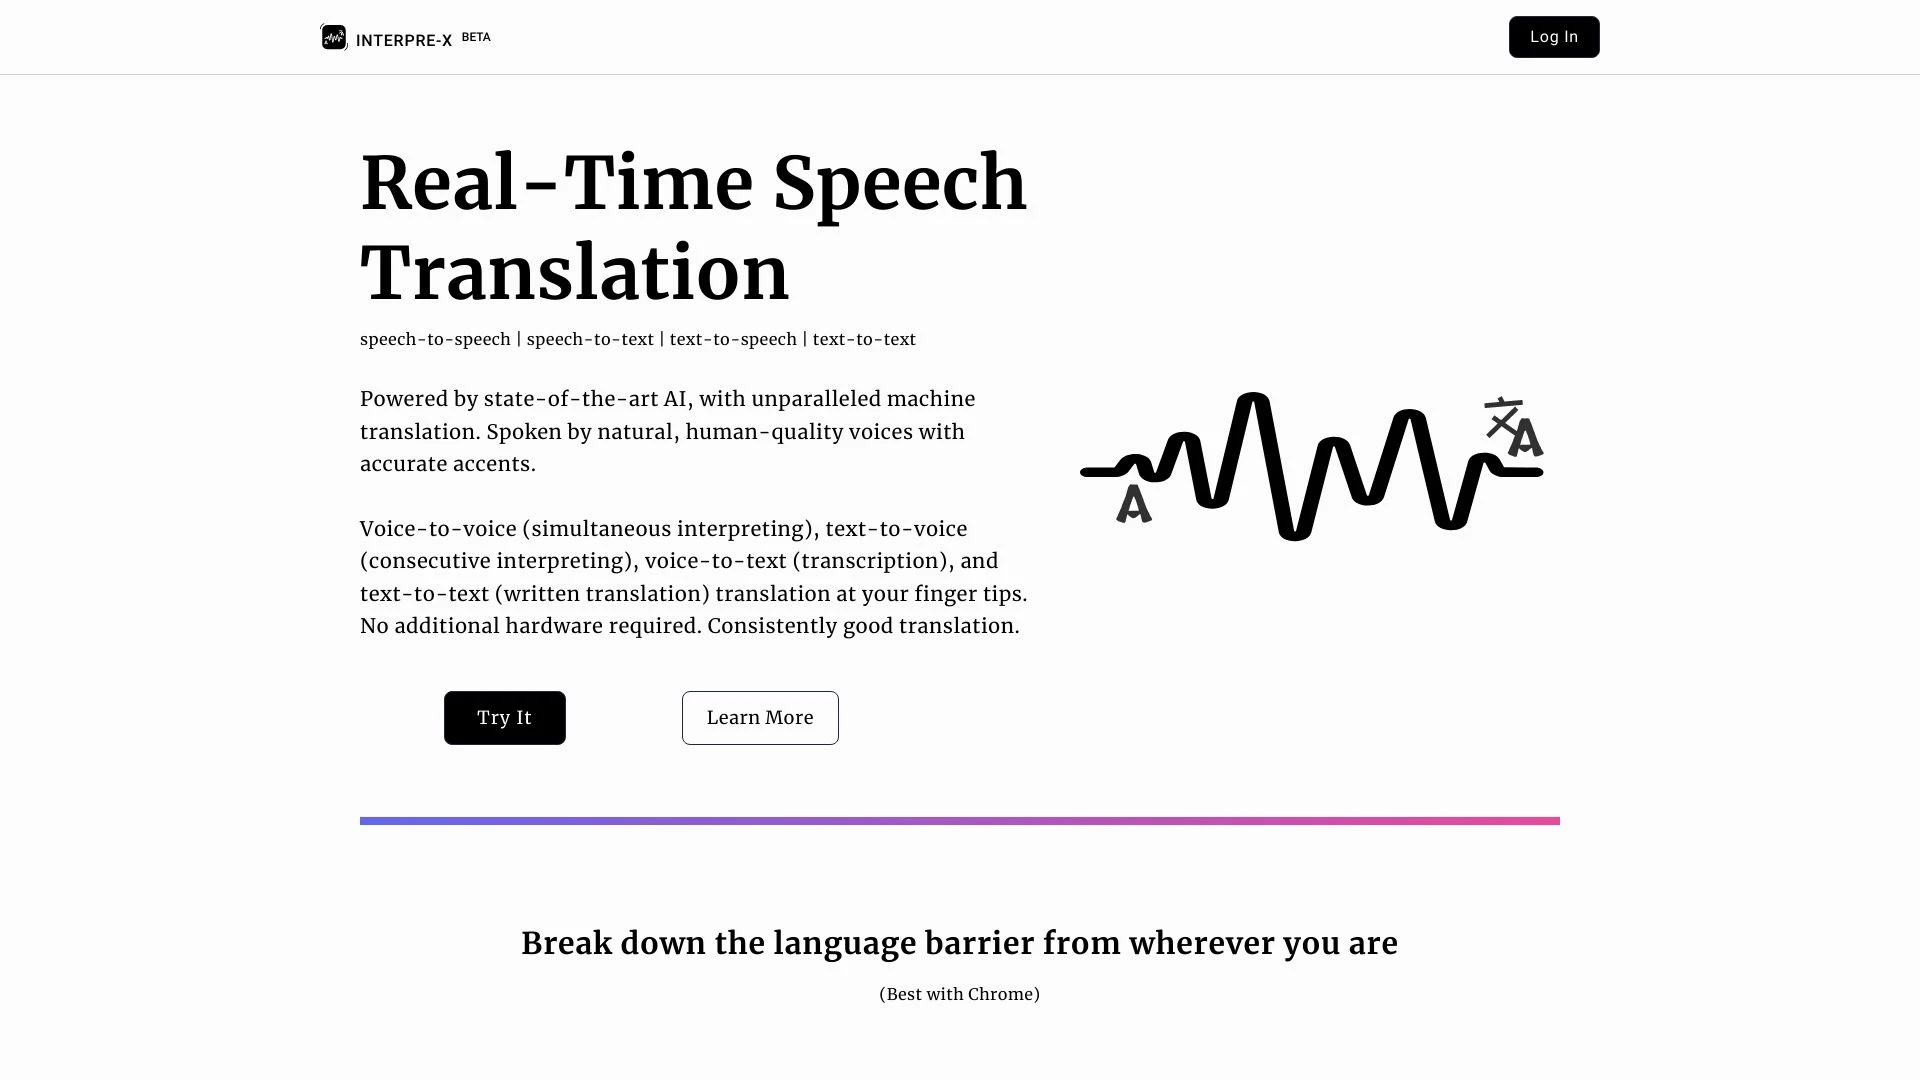 INTERPRE-X BETA
Log In
Real-Time Speech
Translation
speech-to-speech | speech-to-text | text-to-speech | text-to-text
Powered by state-of-the-art AI, with unparalleled machine
translation. Spoken by natural, human-quality voices with
accurate accents.
Voice-to-voice (simultaneous interpreting), text-to-voice
(consecutive interpreting), voice-to-text (transcription), and
text-to-text (written translation) translation at your finger tips.
No additional hardware required. Consistently good translation.
A
文A
Try It
Learn More
Break down the language barrier from wherever you are
(Best with Chrome)